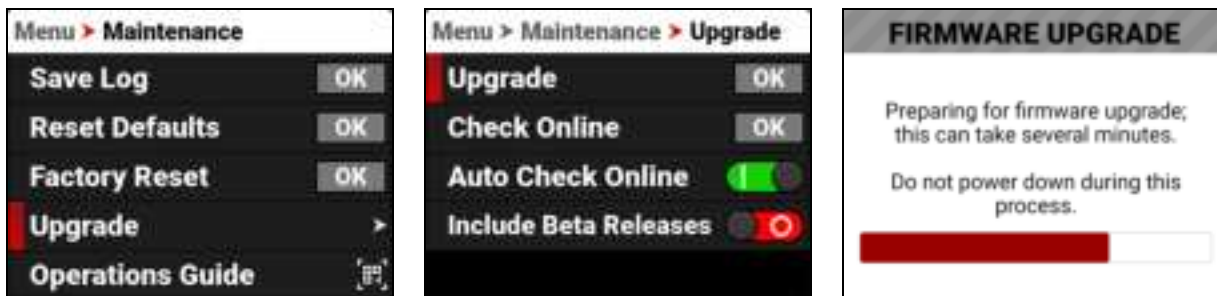 Menu > Maintenance
Save Log OK
Reset Defaults OK
Factory Reset OK
Upgrade >
Operations Guide
Menu > Maintenance > Upgrade
Upgrade OK
Check Online OK
Auto Check Online
Include Beta Releases
FIRMWARE UPGRADE
Preparing for firmware upgrade;
this can take several minutes.
Do not power down during this
process.